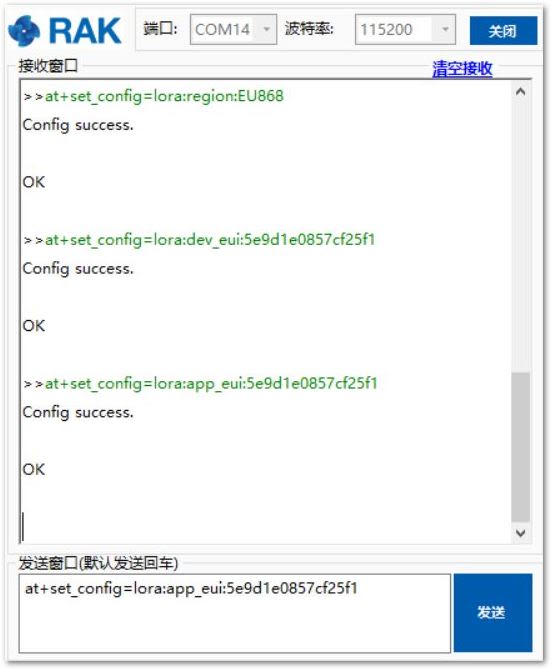 RAK 端口: COM14 波特率: 115200 关闭
接收窗口 清空接收
>>at+set_config=lora:region:EU868
Config success.
OK
>>at+set_config=lora:dev_eui:5e9d1e0857cf25f1
Config success.
OK
>>at+set_config=lora:app_eui:5e9d1e0857cf25f1
Config success.
OK
发送窗口(默认发送回车)
at+set_config=lora:app_eui:5e9d1e0857cf25f1
发送